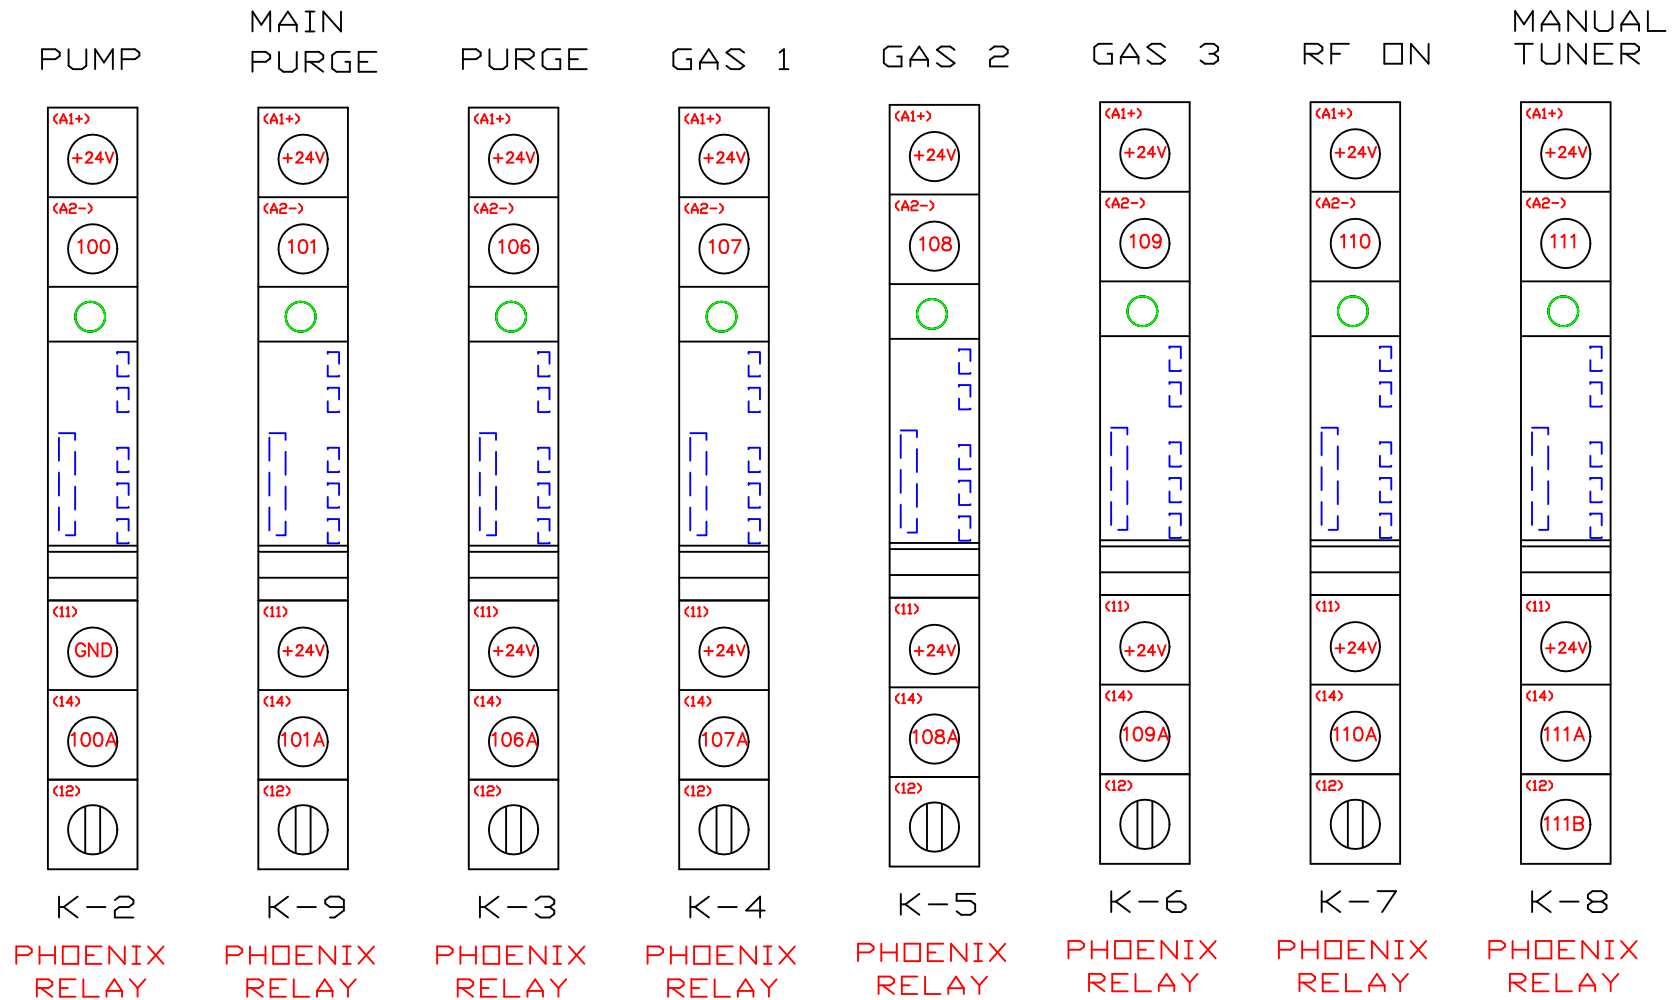 MAIN
PURGE
MANUAL
TUNER
PUMP
PURGE
GAS 1
GAS 2
GAS 3
RF ON
(A1+) (A1+) (A1+) (A1+) (A1+) (A1+) (A1+) (A1+)
+24V +24V +24V +24V +24V +24V +24V +24V
(A2-) (A2-) (A2-) (A2-) (A2-) (A2-) (A2-) (A2-)
100 101 106 107 108 109 110 111
(11) (11) (11) (11) (11) (11) (11) (11)
GND +24V +24V +24V +24V +24V +24V +24V
(14) (14) (14) (14) (14) (14) (14) (14)
100A 101A 106A 107A 108A 109A 110A 111A
(12) (12) (12) (12) (12) (12) (12) (12)
111B
K-2 K-9 K-3 K-4 K-5 K-6 K-7 K-8
PHOENIX PHOENIX PHOENIX PHOENIX PHOENIX PHOENIX PHOENIX PHOENIX
RELAY RELAY RELAY RELAY RELAY RELAY RELAY RELAY